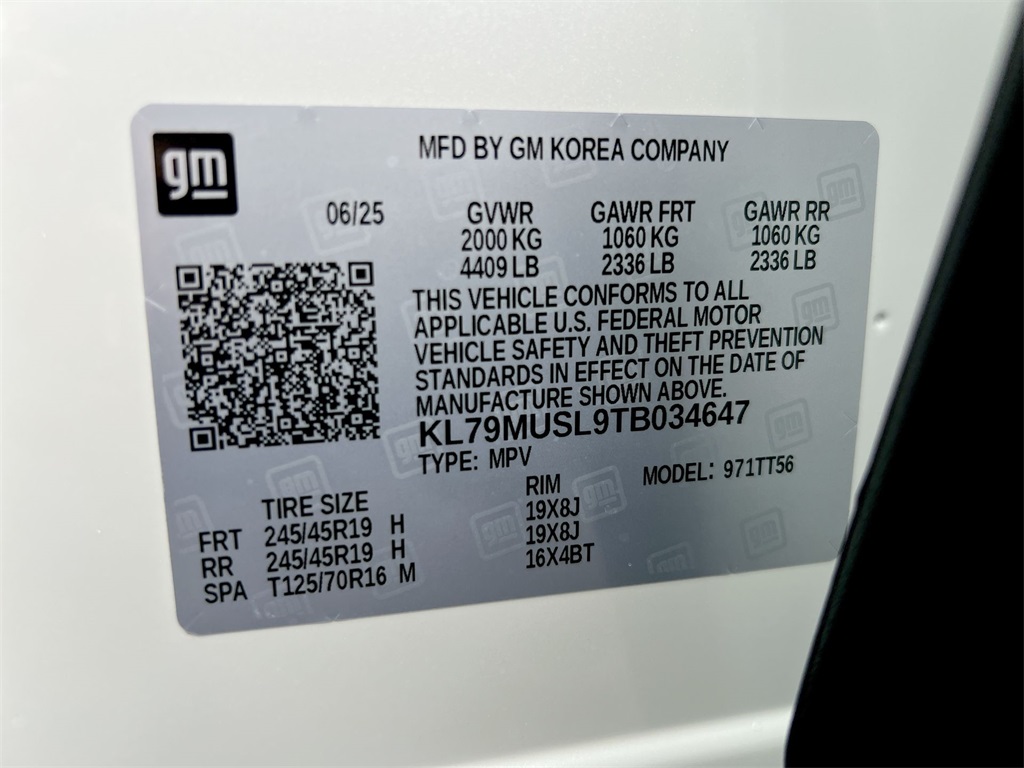 gm
MFD BY GM KOREA COMPANY
06/25 GVWR GAWR FRT GAWR RR
2000 KG 1060 KG 1060 KG
4409 LB 2336 LB 2336 LB
THIS VEHICLE CONFORMS TO ALL
APPLICABLE U.S. FEDERAL MOTOR
VEHICLE SAFETY AND THEFT PREVENTION
STANDARDS IN EFFECT ON THE DATE OF
MANUFACTURE SHOWN ABOVE.
KL79MUSL9TB034647
TYPE: MPV MODEL: 971TT56
TIRE SIZE RIM
FRT 245/45R19 H 19X8J
RR 245/45R19 H 19X8J
SPA T125/70R16 M 16X4BT